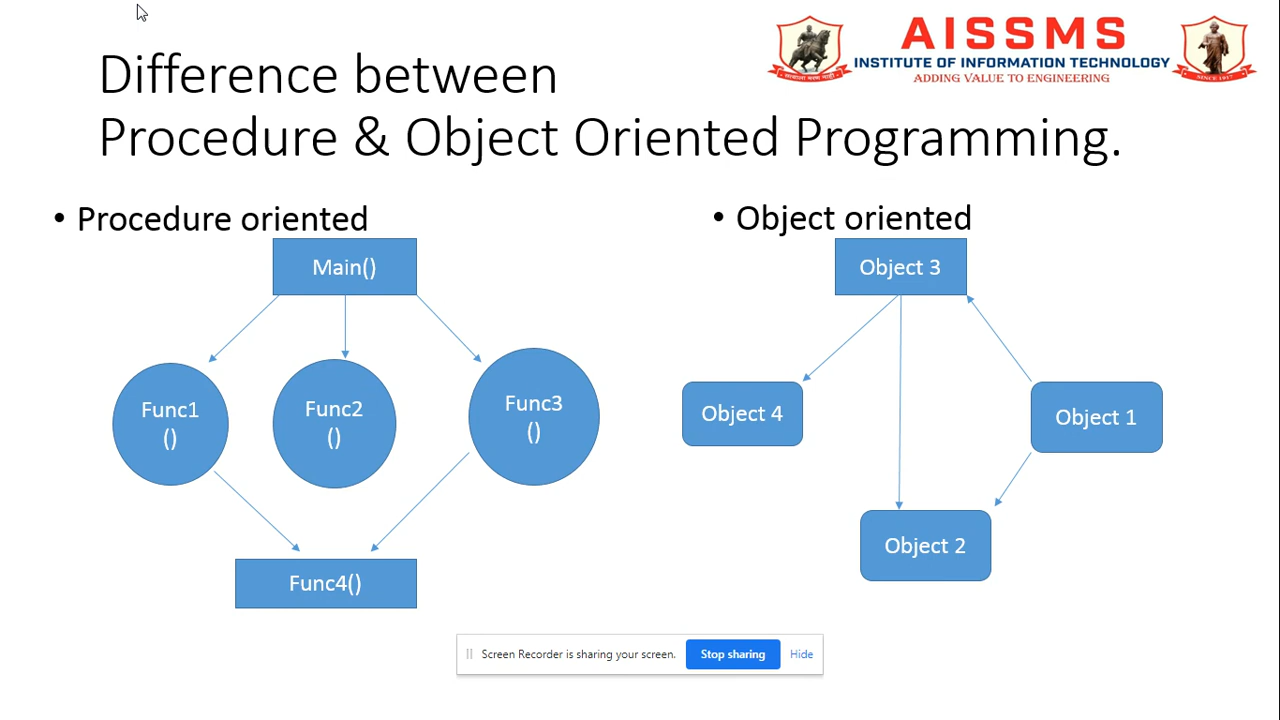 AISSMS
INSTITUTE OF INFORMATION TECHNOLOGY
ADDING VALUE TO ENGINEERING
SINCE 1917
Difference between
Procedure & Object Oriented Programming.
• Procedure oriented
Main()
Func1
()
Func2
()
Func3
()
Func4()
• Object oriented
Object 3
Object 4
Object 1
Object 2
Screen Recorder is sharing your screen.
Stop sharing
Hide